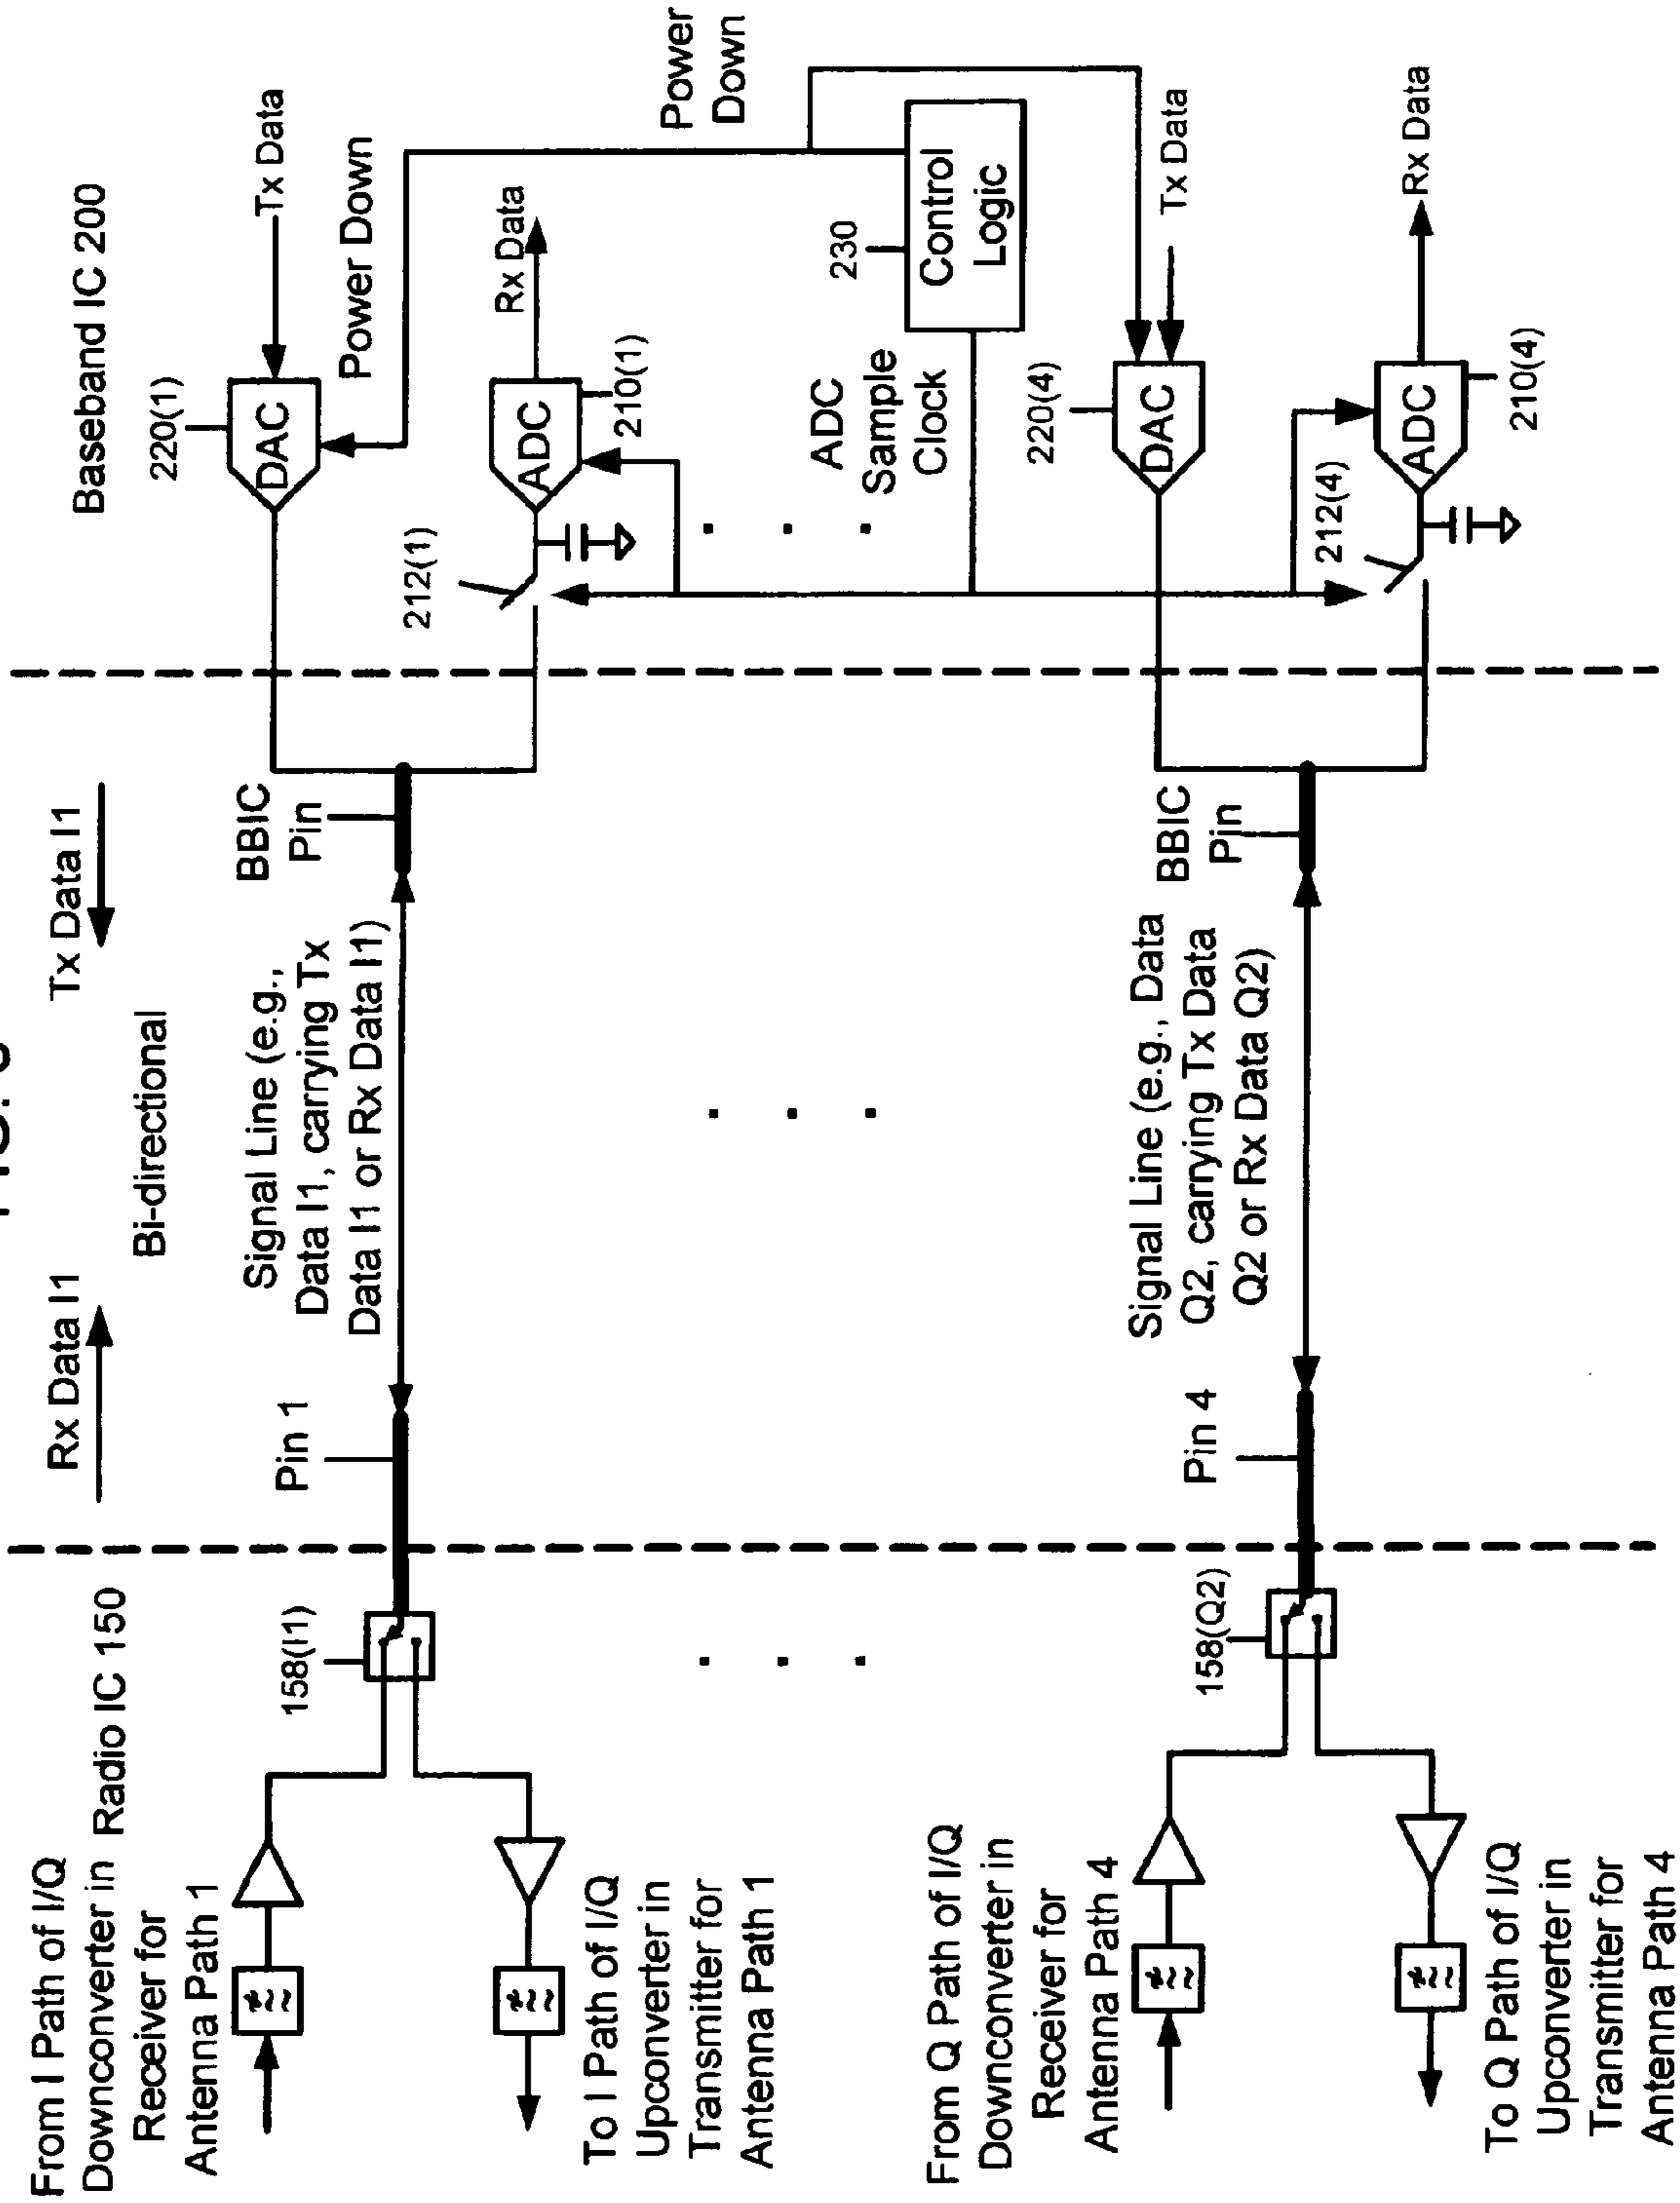 Rx Data I1
Tx Data I1
Bi-directional
From I Path of I/Q
Downconverter in
Receiver for
Antenna Path 1
Radio IC 150
Baseband IC 200
158(I1)
Pin 1
Signal Line (e.g.,
Data I1, carrying Tx
Data I1 or Rx Data I1)
BBIC
Pin
220(1)
DAC
Tx Data
Power Down
212(1)
ADC
210(1)
Rx Data
To I Path of I/Q
Upconverter in
Transmitter for
Antenna Path 1
Power
Down
ADC
Sample
Clock
230
Control
Logic
From Q Path of I/Q
Downconverter in
Receiver for
Antenna Path 4
158(Q2)
Pin 4
Signal Line (e.g., Data
Q2, carrying Tx Data
Q2 or Rx Data Q2)
BBIC
Pin
220(4)
DAC
Tx Data
212(4)
ADC
210(4)
Rx Data
To Q Path of I/Q
Upconverter in
Transmitter for
Antenna Path 4